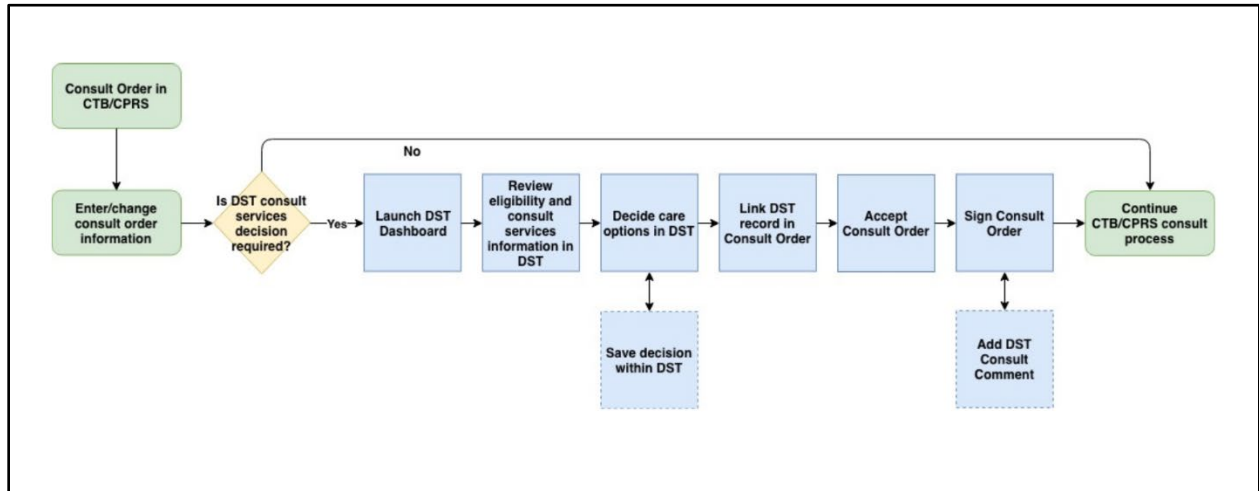 Consult Order in
CTB/CPRS
Enter/change
consult order
information
Is DST consult
services
decision
required?
No
Yes
Launch DST
Dashboard
Review
eligibility and
consult
services
information in
DST
Decide care
options in DST
Link DST
record in
Consult Order
Accept
Consult Order
Sign Consult
Order
Continue
CTB/CPRS consult
process
Save decision
within DST
Add DST
Consult
Comment